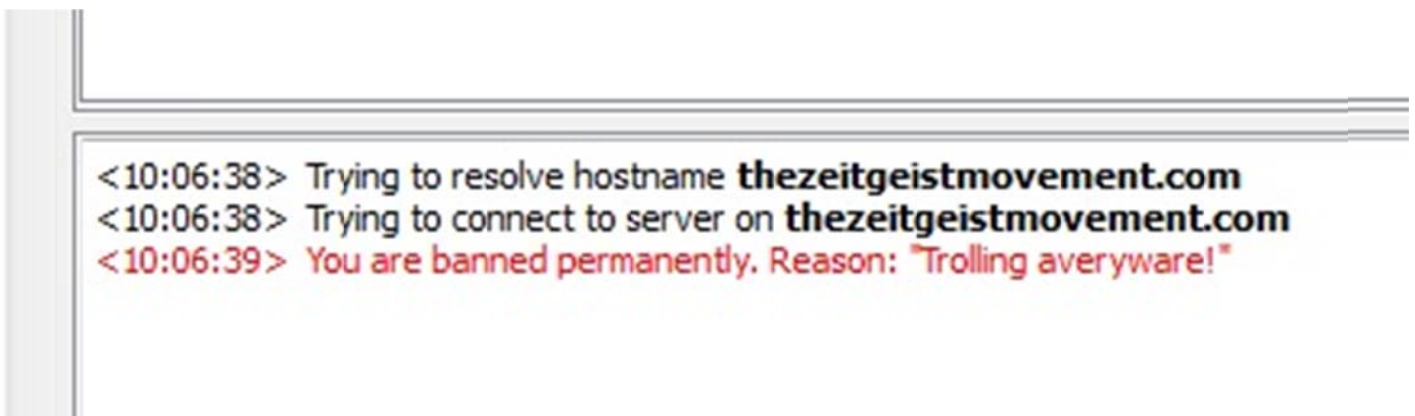 <10:06:38> Trying to resolve hostname thezeitgeistmovement.com
<10:06:38> Trying to connect to server on thezeitgeistmovement.com
<10:06:39> You are banned permanently. Reason: "Trolling averyware!"